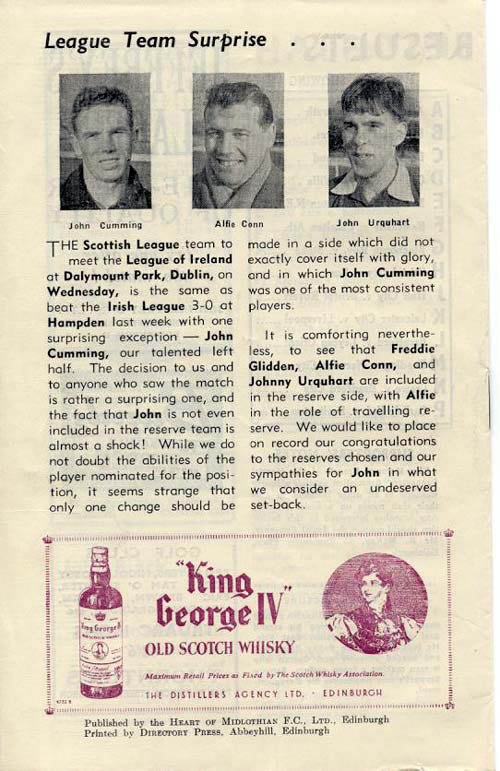 League Team Surprise . . .
John Cumming
Alfie Conn
John Urquhart
THE Scottish League team to
meet the League of Ireland
at Dalymount Park, Dublin, on
Wednesday, is the same as
beat the Irish League 3-0 at
Hampden last week with one
surprising exception — John
Cumming, our talented left
half. The decision to us and
to anyone who saw the match
is rather a surprising one, and
the fact that John is not even
included in the reserve team is
almost a shock! While we do
not doubt the abilities of the
player nominated for the posi-
tion, it seems strange that
only one change should be
made in a side which did not
exactly cover itself with glory,
and in which John Cumming
was one of the most consistent
players.
It is comforting neverthe-
less, to see that Freddie
Glidden, Alfie Conn, and
Johnny Urquhart are included
in the reserve side, with Alfie
in the role of travelling re-
serve. We would like to place
on record our congratulations
to the reserves chosen and our
sympathies for John in what
we consider an undeserved
set-back.
King George IV
OLD SCOTCH WHISKY
"King
George IV"
OLD SCOTCH WHISKY
Maximum Retail Prices as Fixed by The Scotch Whisky Association.
THE DISTILLERS AGENCY LTD. · EDINBURGH
Published by the HEART OF MIDLOTHIAN F.C., LTD., Edinburgh
Printed by DIRECTORY PRESS, Abbeyhill, Edinburgh